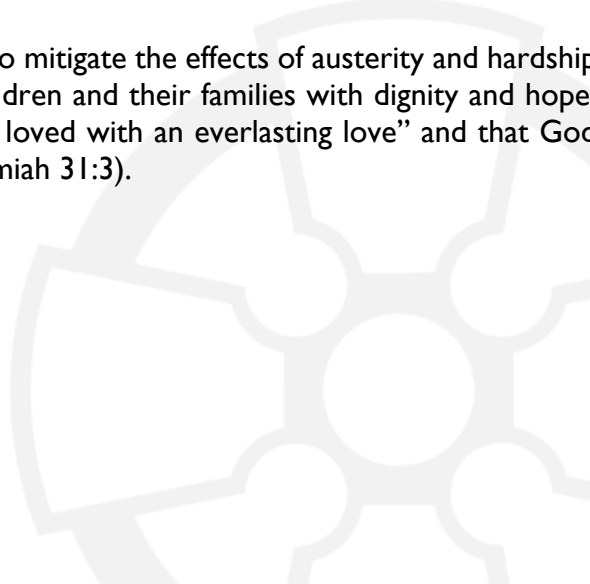 o mitigate the effects of austerity and hardship
dren and their families with dignity and hope
loved with an everlasting love” and that God
miah 31:3).